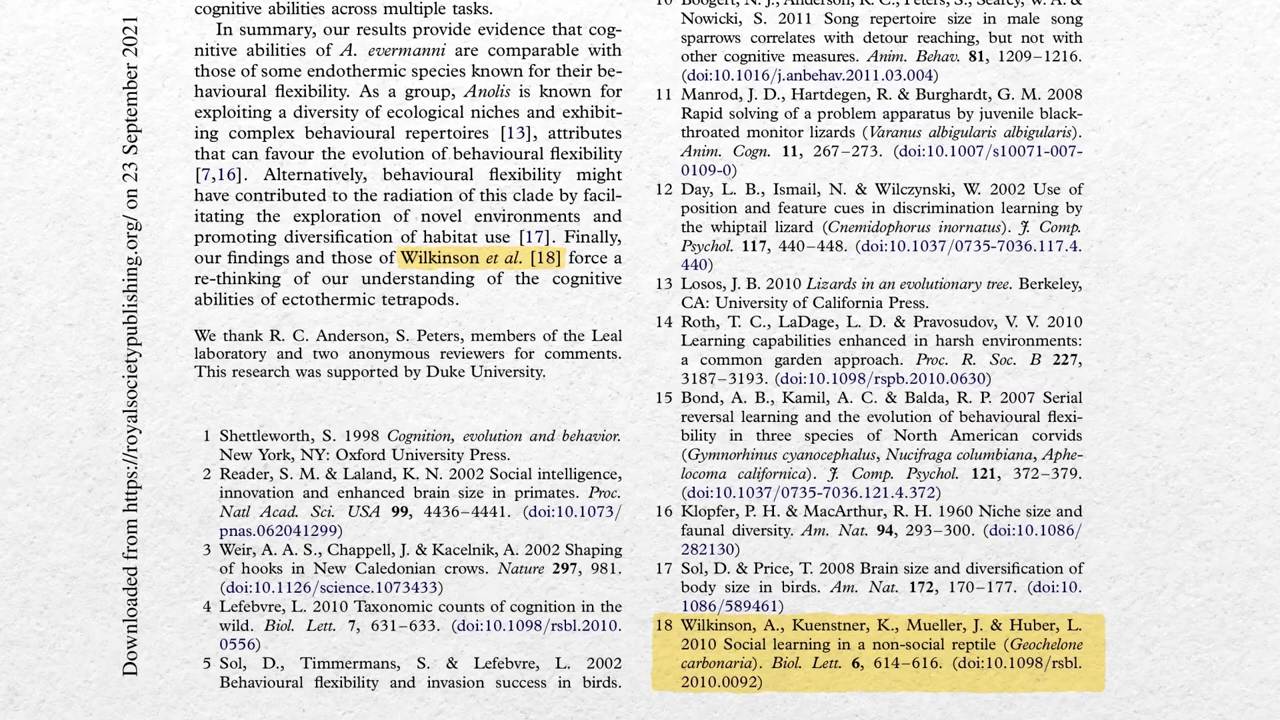 cognitive abilities across multiple tasks.
In summary, our results provide evidence that cog-
nitive abilities of A. evermanni are comparable with
those of some endothermic species known for their be-
havioural flexibility. As a group, Anolis is known for
exploiting a diversity of ecological niches and exhibit-
ing complex behavioural repertoires [13], attributes
that can favour the evolution of behavioural flexibility
[7,16]. Alternatively, behavioural flexibility might
have contributed to the radiation of this clade by facil-
itating the exploration of novel environments and
promoting diversification of habitat use [17]. Finally,
our findings and those of Wilkinson et al. [18] force a
re-thinking of our understanding of the cognitive
abilities of ectothermic tetrapods.
We thank R. C. Anderson, S. Peters, members of the Leal
laboratory and two anonymous reviewers for comments.
This research was supported by Duke University.
1 Shettleworth, S. 1998 Cognition, evolution and behavior.
New York, NY: Oxford University Press.
2 Reader, S. M. & Laland, K. N. 2002 Social intelligence,
innovation and enhanced brain size in primates. Proc.
Natl Acad. Sci. USA 99, 4436–4441. (doi:10.1073/
pnas.062041299)
3 Weir, A. A. S., Chappell, J. & Kacelnik, A. 2002 Shaping
of hooks in New Caledonian crows. Nature 297, 981.
(doi:10.1126/science.1073433)
4 Lefebvre, L. 2010 Taxonomic counts of cognition in the
wild. Biol. Lett. 7, 631–633. (doi:10.1098/rsbl.2010.
0556)
5 Sol, D., Timmermans, S. & Lefebvre, L. 2002
Behavioural flexibility and invasion success in birds.
10 Boogert, N. J., Anderson, R. C., Peters, S., Searcy, W. A. &
Nowicki, S. 2011 Song repertoire size in male song
sparrows correlates with detour reaching, but not with
other cognitive measures. Anim. Behav. 81, 1209–1216.
(doi:10.1016/j.anbehav.2011.03.004)
11 Manrod, J. D., Hartdegen, R. & Burghardt, G. M. 2008
Rapid solving of a problem apparatus by juvenile black-
throated monitor lizards (Varanus albigularis albigularis).
Anim. Cogn. 11, 267–273. (doi:10.1007/s10071-007-
0109-0)
12 Day, L. B., Ismail, N. & Wilczynski, W. 2002 Use of
position and feature cues in discrimination learning by
the whiptail lizard (Cnemidophorus inornatus). J. Comp.
Psychol. 117, 440–448. (doi:10.1037/0735-7036.117.4.
440)
13 Losos, J. B. 2010 Lizards in an evolutionary tree. Berkeley,
CA: University of California Press.
14 Roth, T. C., LaDage, L. D. & Pravosudov, V. V. 2010
Learning capabilities enhanced in harsh environments:
a common garden approach. Proc. R. Soc. B 227,
3187–3193. (doi:10.1098/rspb.2010.0630)
15 Bond, A. B., Kamil, A. C. & Balda, R. P. 2007 Serial
reversal learning and the evolution of behavioural flexi-
bility in three species of North American corvids
(Gymnorhinus cyanocephalus, Nucifraga columbiana, Aphe-
locoma californica). J. Comp. Psychol. 121, 372–379.
(doi:10.1037/0735-7036.121.4.372)
16 Klopfer, P. H. & MacArthur, R. H. 1960 Niche size and
faunal diversity. Am. Nat. 94, 293–300. (doi:10.1086/
282130)
17 Sol, D. & Price, T. 2008 Brain size and diversification of
body size in birds. Am. Nat. 172, 170–177. (doi:10.
1086/589461)
18 Wilkinson, A., Kuenstner, K., Mueller, J. & Huber, L.
2010 Social learning in a non-social reptile (Geochelone
carbonaria). Biol. Lett. 6, 614–616. (doi:10.1098/rsbl.
2010.0092)
Downloaded from https://royalsocietypublishing.org/ on 23 September 2021